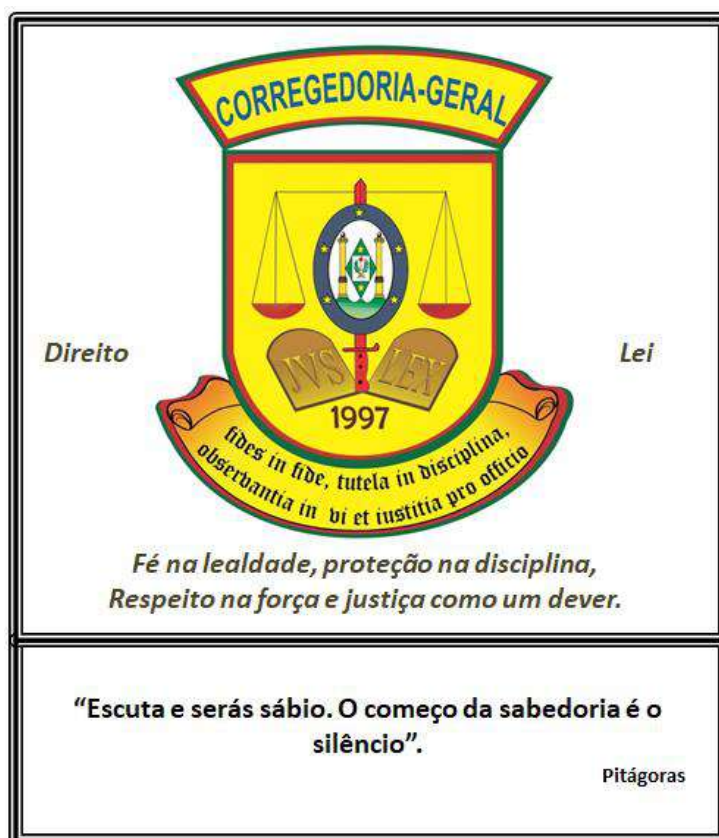 CORREGEDORIA-GERAL
Direito
Lei
JVS LEX
1997
fides in fide, tutela in disciplina,
observantia in vi et iustitia pro officio
Fé na lealdade, proteção na disciplina,
Respeito na força e justiça como um dever.
“Escuta e serás sábio. O começo da sabedoria é o
silêncio”.
Pitágoras